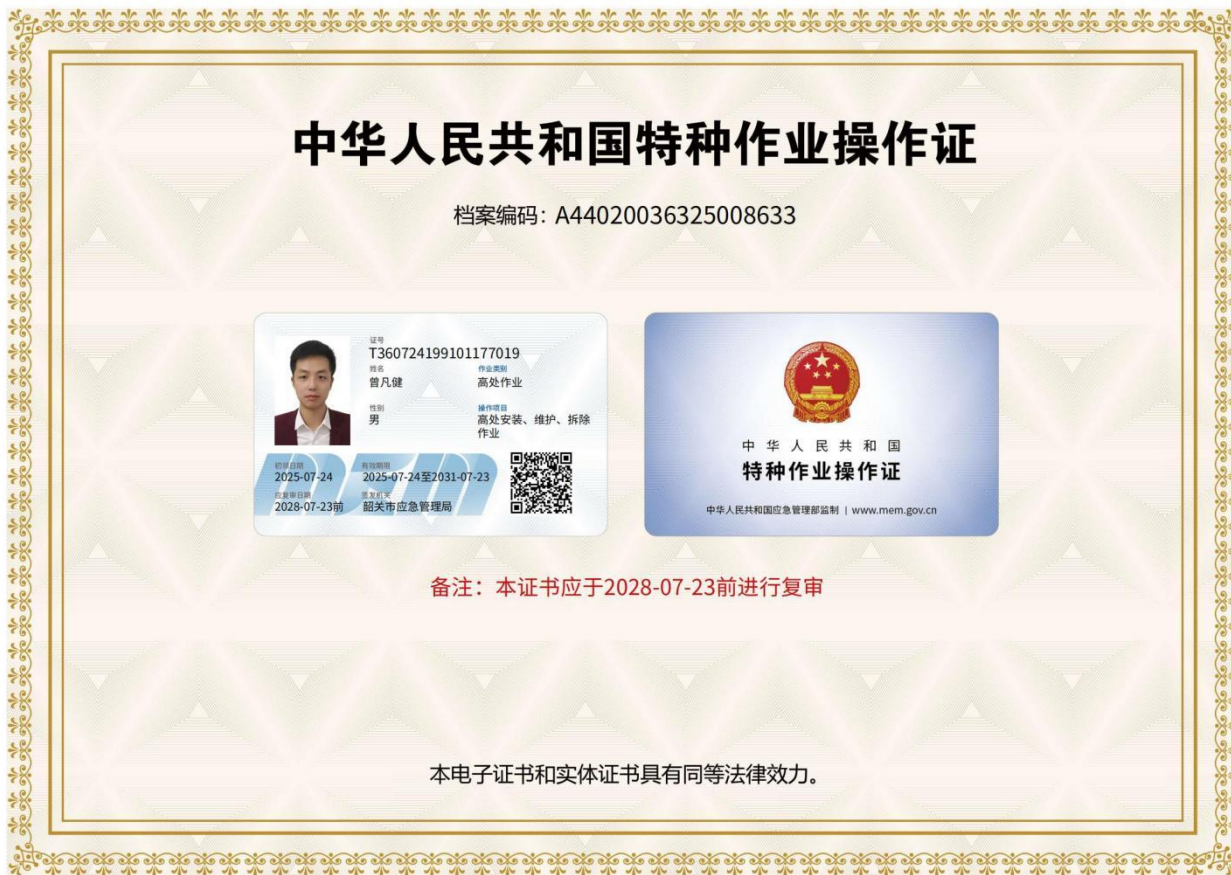 中华人民共和国特种作业操作证
档案编码：A44020036325008633
证号
T360724199101177019
姓名
曾凡健
作业类别
高处作业
性别
男
操作项目
高处安装、维护、拆除
作业
初领日期
2025-07-24
有效期限
2025-07-24至2031-07-23
应复审日期
2028-07-23前
签发机关
韶关市应急管理局
中华人民共和国
特种作业操作证
中华人民共和国应急管理部监制 | www.mem.gov.cn
备注：本证书应于2028-07-23前进行复审
本电子证书和实体证书具有同等法律效力。